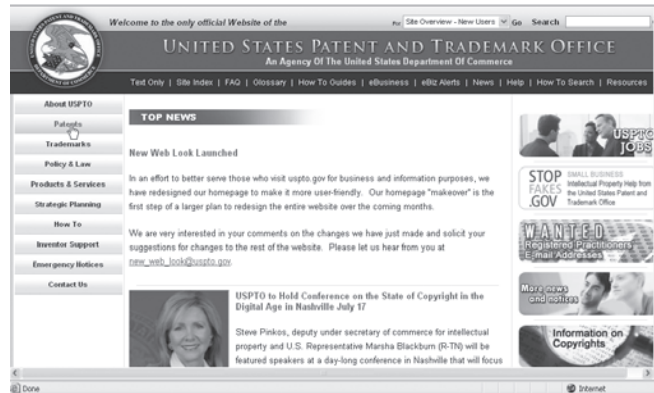 Welcome to the only official Website of the
For Site Overview - New Users Go Search
UNITED STATES PATENT AND TRADEMARK OFFICE
An Agency Of The United States Department Of Commerce
Text Only | Site Index | FAQ | Glossary | How To Guides | eBusiness | eBiz Alerts | News | Help | How To Search | Resources
About USPTO
Patents
Trademarks
Policy & Law
Products & Services
Strategic Planning
How To
Inventor Support
Emergency Notices
Contact Us
TOP NEWS
New Web Look Launched
In an effort to better serve those who visit uspto.gov for business and information purposes, we
have redesigned our homepage to make it more user-friendly. Our homepage "makeover" is the
first step of a larger plan to redesign the entire website over the coming months.
We are very interested in your comments on the changes we have just made and solicit your
suggestions for changes to the rest of the website. Please let us hear from you at
new_web_look@uspto.gov.
USPTO to Hold Conference on the State of Copyright in the
Digital Age in Nashville July 17
Steve Pinkos, deputy under secretary of commerce for intellectual
property and U.S. Representative Marsha Blackburn (R-TN) will be
featured speakers at a day-long conference in Nashville that will focus
USPTO
JOBS
STOP
FAKES
.GOV
SMALL BUSINESS
Intellectual Property Help from
the United States Patent and
Trademark Office
WANTED
Registered Practitioners
E-mail Addresses
More news
and notices
Information on
Copyrights
Done
Internet